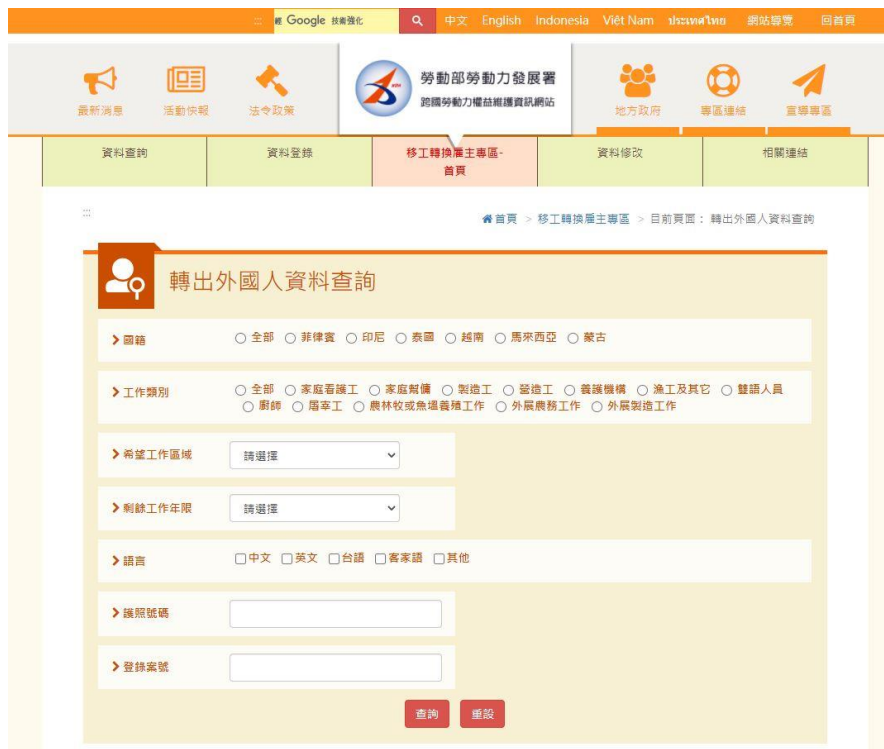 ::: 經 Google 技術強化 中文 English Indonesia Việt Nam ประเทศไทย 網站導覽 回首頁
最新消息 活動快報 法令政策
勞動部勞動力發展署
跨國勞動力權益維護資訊網站
地方政府 專區連結 宣導專區
資料查詢 資料登錄 移工轉換雇主專區-
首頁 資料修改 相關連結
::: 首頁 > 移工轉換雇主專區 > 目前頁面： 轉出外國人資料查詢
轉出外國人資料查詢
國籍 全部 菲律賓 印尼 泰國 越南 馬來西亞 蒙古
工作類別 全部 家庭看護工 家庭幫傭 製造工 營造工 養護機構 漁工及其它 雙語人員
廚師 屠宰工 農林牧或魚塭養殖工作 外展農務工作 外展製造工作
希望工作區域 請選擇
剩餘工作年限 請選擇
語言 中文 英文 台語 客家語 其他
護照號碼
登錄案號
查詢 重設